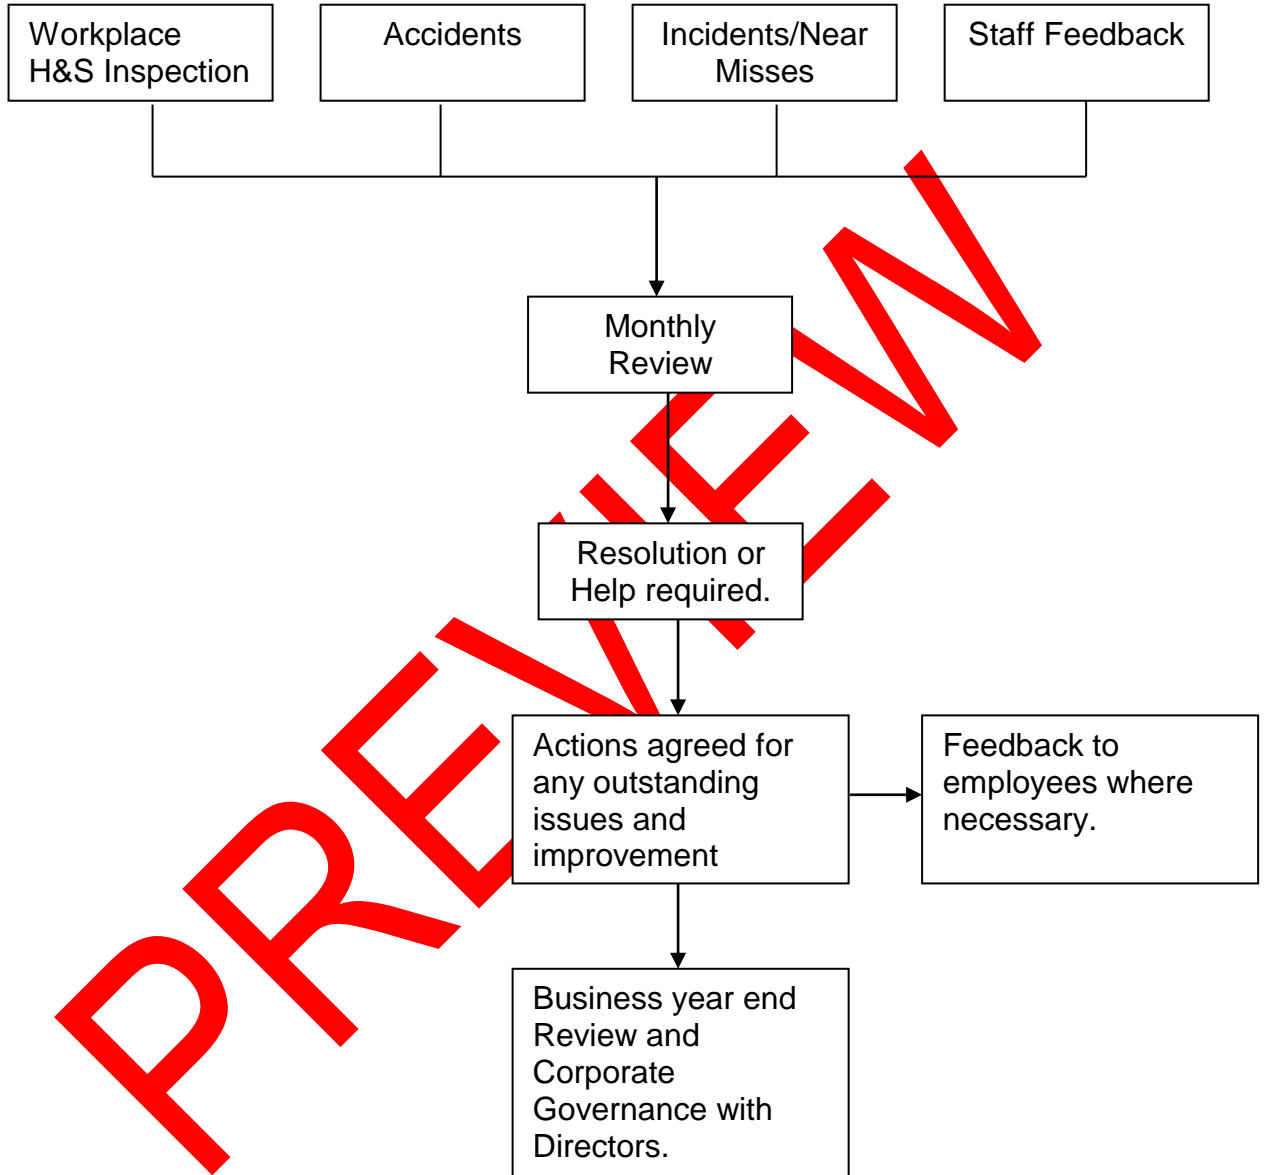 Workplace
H&S Inspection
Accidents
Incidents/Near
Misses
Staff Feedback
Monthly
Review
Resolution or
Help required.
Actions agreed for
any outstanding
issues and
improvement
Feedback to
employees where
necessary.
Business year end
Review and
Corporate
Governance with
Directors.
PREVIEW